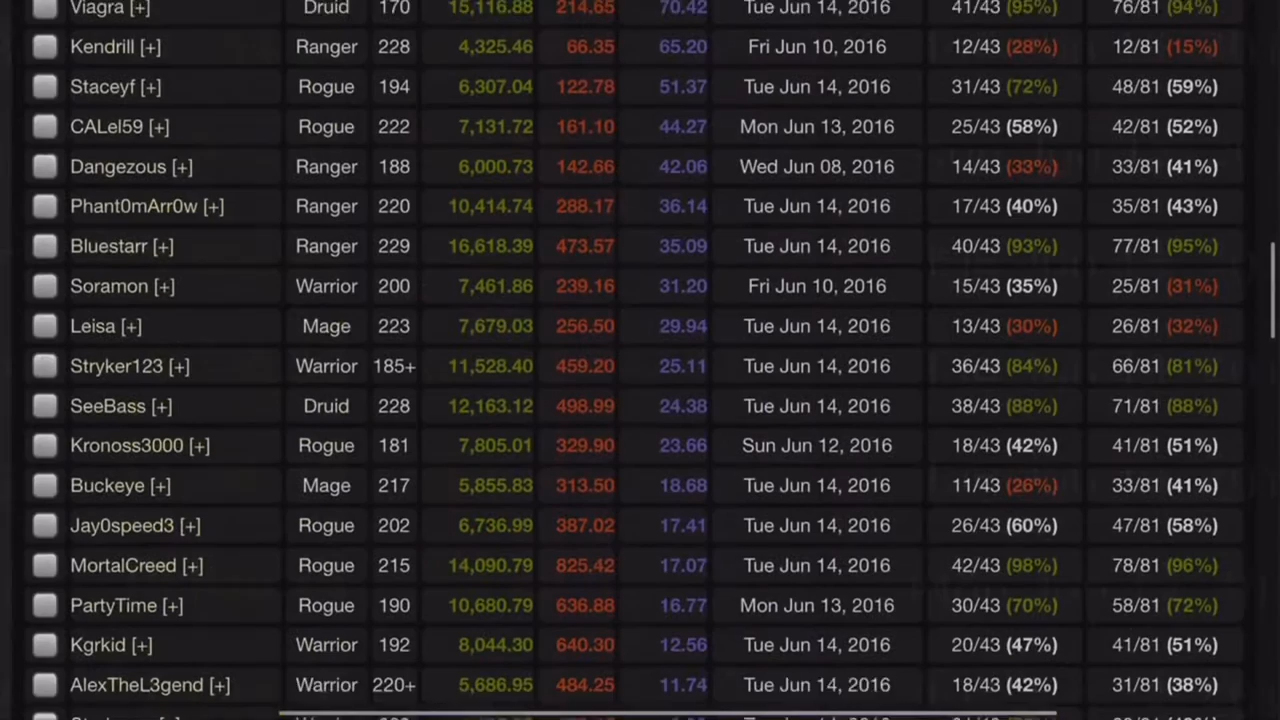 Viagra [+] Druid 170 15,116.88 214.65 70.42 Tue Jun 14, 2016 41/43 (95%) 76/81 (94%)
Kendrill [+] Ranger 228 4,325.46 66.35 65.20 Fri Jun 10, 2016 12/43 (28%) 12/81 (15%)
Staceyf [+] Rogue 194 6,307.04 122.78 51.37 Tue Jun 14, 2016 31/43 (72%) 48/81 (59%)
CALel59 [+] Rogue 222 7,131.72 161.10 44.27 Mon Jun 13, 2016 25/43 (58%) 42/81 (52%)
Dangezous [+] Ranger 188 6,000.73 142.66 42.06 Wed Jun 08, 2016 14/43 (33%) 33/81 (41%)
Phant0mArr0w [+] Ranger 220 10,414.74 288.17 36.14 Tue Jun 14, 2016 17/43 (40%) 35/81 (43%)
Bluestarr [+] Ranger 229 16,618.39 473.57 35.09 Tue Jun 14, 2016 40/43 (93%) 77/81 (95%)
Soramon [+] Warrior 200 7,461.86 239.16 31.20 Fri Jun 10, 2016 15/43 (35%) 25/81 (31%)
Leisa [+] Mage 223 7,679.03 256.50 29.94 Tue Jun 14, 2016 13/43 (30%) 26/81 (32%)
Stryker123 [+] Warrior 185+ 11,528.40 459.20 25.11 Tue Jun 14, 2016 36/43 (84%) 66/81 (81%)
SeeBass [+] Druid 228 12,163.12 498.99 24.38 Tue Jun 14, 2016 38/43 (88%) 71/81 (88%)
Kronoss3000 [+] Rogue 181 7,805.01 329.90 23.66 Sun Jun 12, 2016 18/43 (42%) 41/81 (51%)
Buckeye [+] Mage 217 5,855.83 313.50 18.68 Tue Jun 14, 2016 11/43 (26%) 33/81 (41%)
Jay0speed3 [+] Rogue 202 6,736.99 387.02 17.41 Tue Jun 14, 2016 26/43 (60%) 47/81 (58%)
MortalCreed [+] Rogue 215 14,090.79 825.42 17.07 Tue Jun 14, 2016 42/43 (98%) 78/81 (96%)
PartyTime [+] Rogue 190 10,680.79 636.88 16.77 Mon Jun 13, 2016 30/43 (70%) 58/81 (72%)
Kgrkid [+] Warrior 192 8,044.30 640.30 12.56 Tue Jun 14, 2016 20/43 (47%) 41/81 (51%)
AlexTheL3gend [+] Warrior 220+ 5,686.95 484.25 11.74 Tue Jun 14, 2016 18/43 (42%) 31/81 (38%)